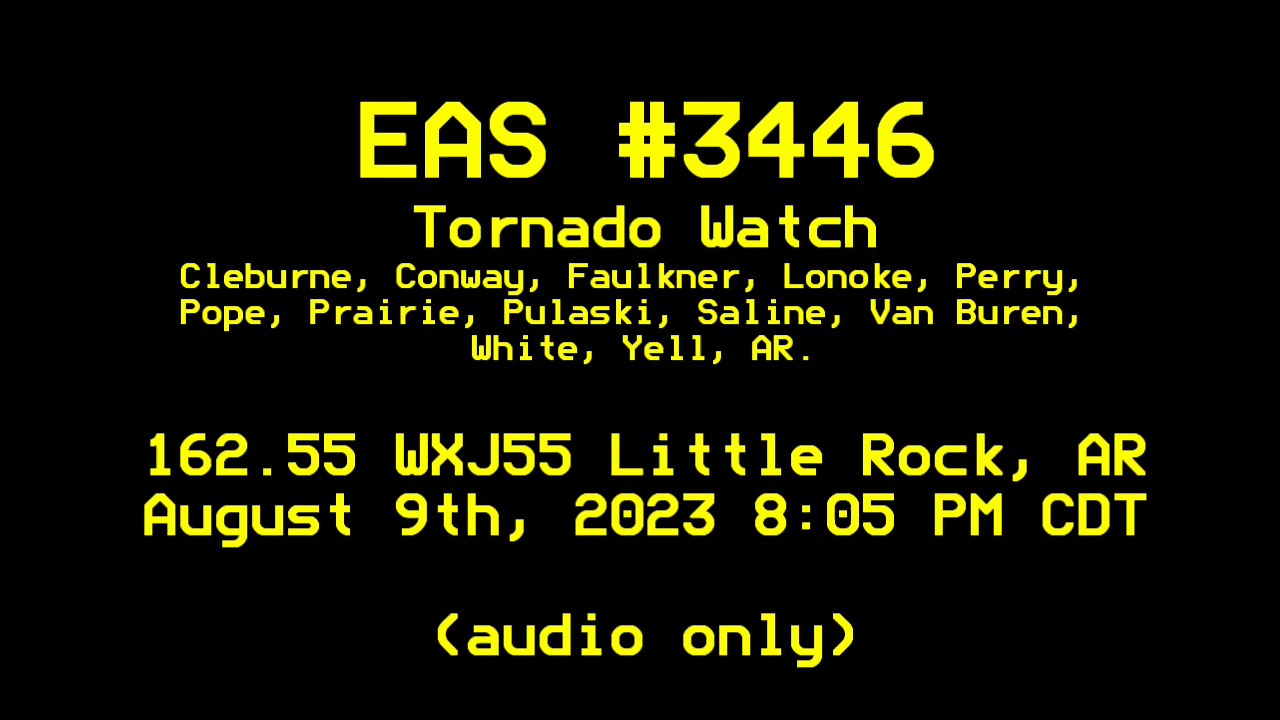 EAS #3446
Tornado Watch
Cleburne, Conway, Faulkner, Lonoke, Perry,
Pope, Prairie, Pulaski, Saline, Van Buren,
White, Yell, AR.
162.55 WXJ55 Little Rock, AR
August 9th, 2023 8:05 PM CDT
(audio only)